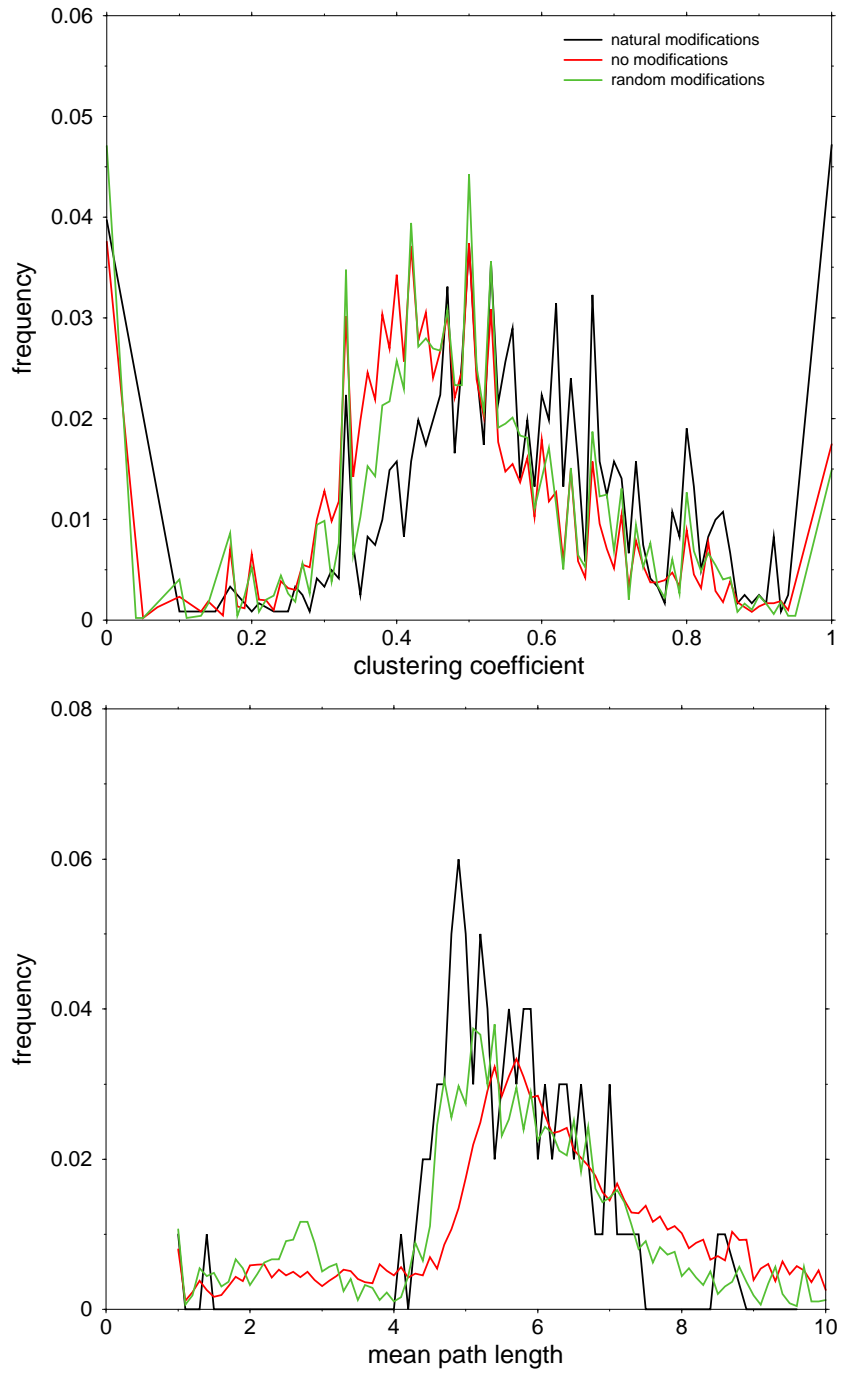 0.06
natural modifications
no modifications
random modifications
0.05
0.04
0.03
frequency
0.02
0.01
0
0 0.2 0.4 0.6 0.8 1
clustering coefficient
0.08
0.06
frequency
0.04
0.02
0
0 2 4 6 8 10
mean path length